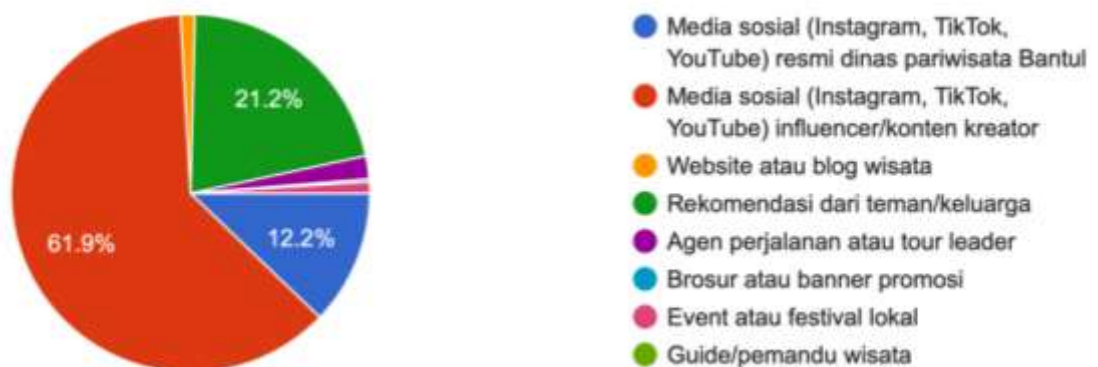 21.2%
61.9%
12.2%
Media sosial (Instagram, TikTok,
YouTube) resmi dinas pariwisata Bantul
Media sosial (Instagram, TikTok,
YouTube) influencer/konten kreator
Website atau blog wisata
Rekomendasi dari teman/keluarga
Agen perjalanan atau tour leader
Brosur atau banner promosi
Event atau festival lokal
Guide/pemandu wisata